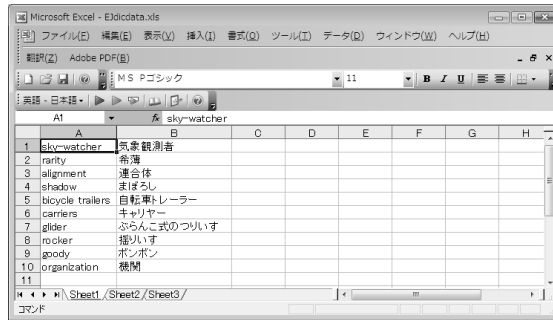 Microsoft Excel - EJdicdata.xls
ファイル(F) 編集(E) 表示(V) 挿入(I) 書式(O) ツール(T) データ(D) ウィンドウ(W) ヘルプ(H)
翻訳(Z) Adobe PDF(B)
MS Pゴシック 11 B I U
英語 - 日本語
A1 fx sky-watcher
A B C D E F G H
1 sky-watcher 気象観測者
2 rarity 希薄
3 alignment 連合体
4 shadow まぼろし
5 bicycle trailers 自転車トレーラー
6 carriers キャリヤー
7 glider ぶらんこ式のつりいす
8 rocker 揺りいす
9 goody ボンボン
10 organization 機関
11
Sheet1 / Sheet2 / Sheet3 /
コマンド